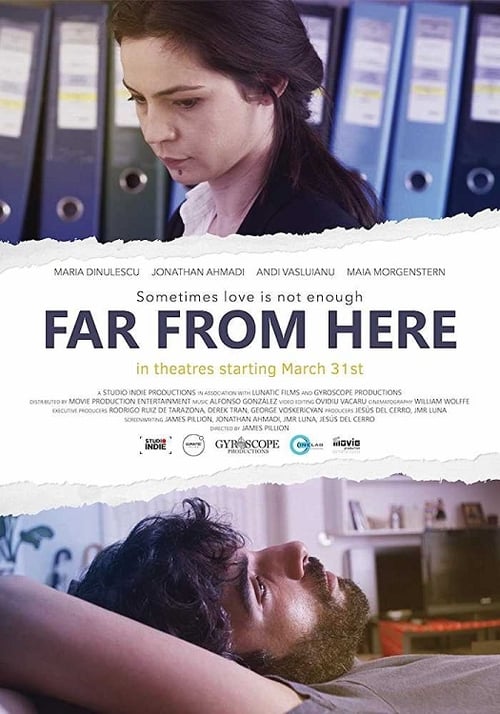 MARIA DINULESCU JONATHAN AHMADI ANDI VASLUIANU MAIA MORGENSTERN
Sometimes love is not enough
FAR FROM HERE
in theatres starting March 31st
A STUDIO INDIE PRODUCTIONS IN ASSOCIATION WITH LUNATIC FILMS AND GYROSCOPE PRODUCTIONS
DISTRIBUTED BY MOVIE PRODUCTION ENTERTAINMENT MUSIC ALFONSO GONZÁLEZ VIDEO EDITING OVIDIU VACARU CINEMATOGRAPHY WILLIAM WOLFFE
EXECUTIVE PRODUCERS RODRIGO RUIZ DE TARAZONA, DEREK TRAN, GEORGE VOSKERICYAN PRODUCERS JESÚS DEL CERRO, JMR LUNA
SCREENWRITING JAMES PILLION, JONATHAN AHMADI, JMR LUNA, JESÚS DEL CERRO
DIRECTED BY JAMES PILLION
STUDIO INDIE
GYROSCOPE
PRODUCTIONS
CINELAB
movie